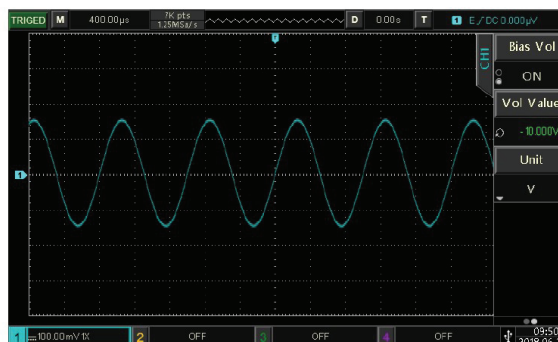 TRIGED M 400.00μs 7K pts D 0.00s T 1 E/DC 0.000μV
1.25MSa/s
T
CH1
Bias Vol
ON
Vol Value
-10.000V
Unit
V
1
1 100.00mV 1X 2 OFF 3 OFF 4 OFF
09:50